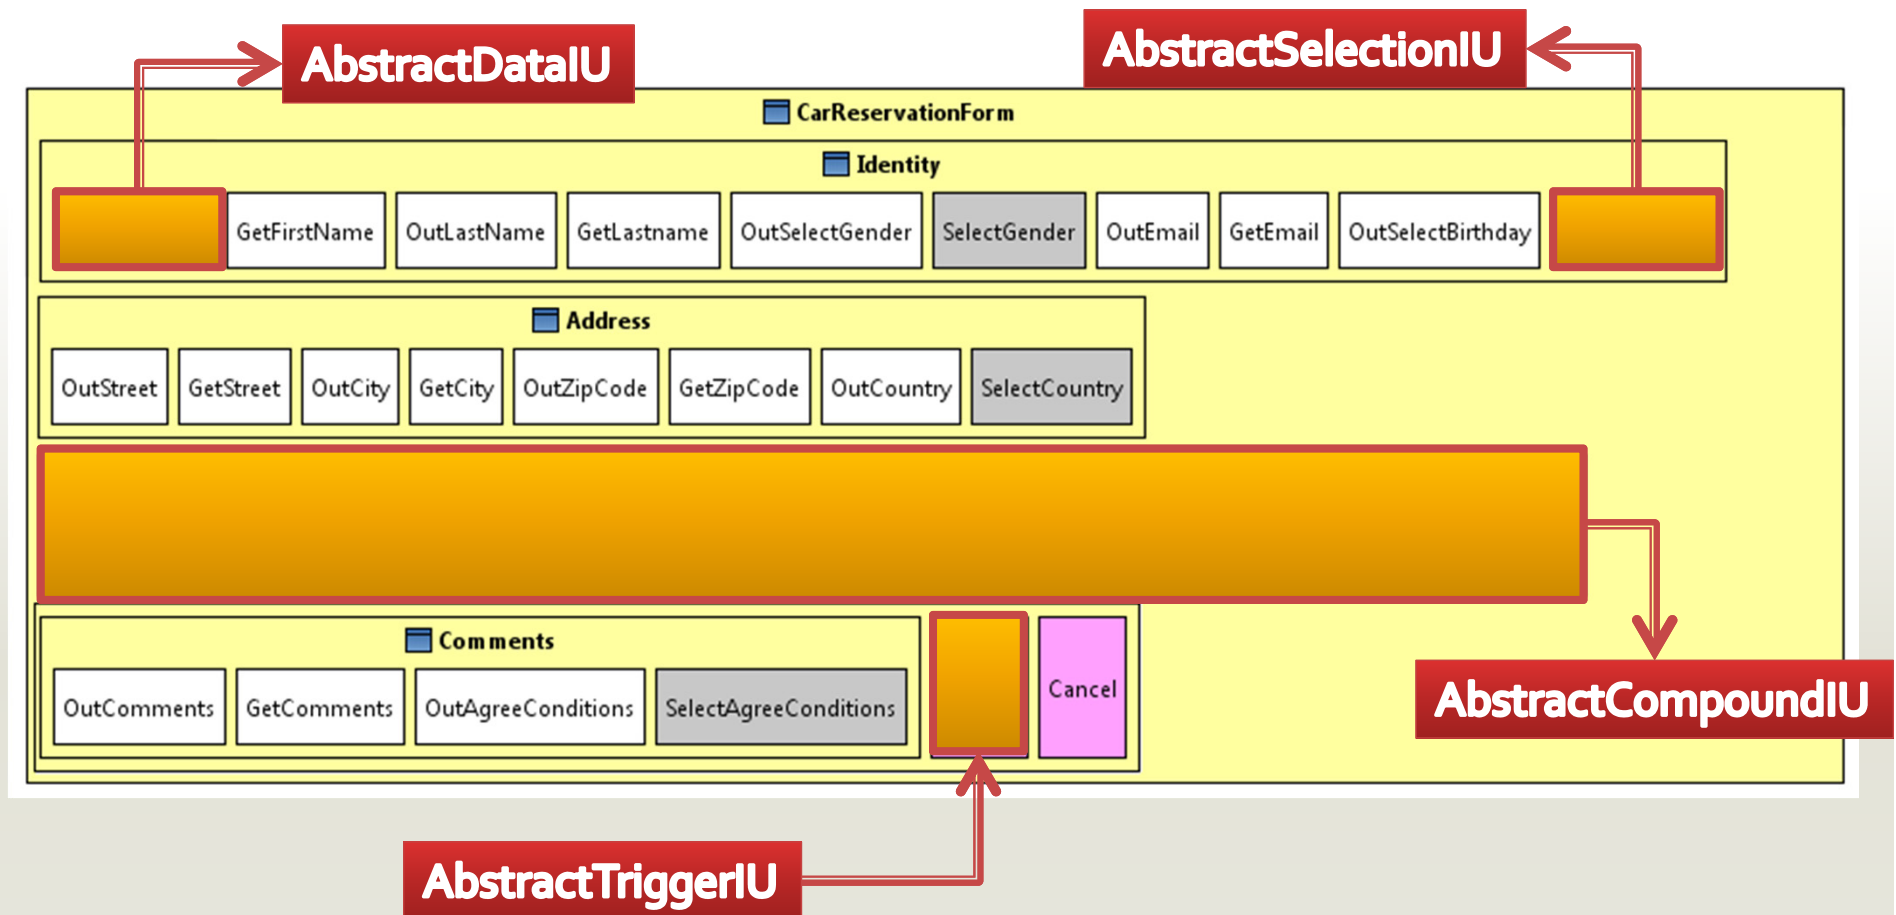 AbstractDataIU
AbstractSelectionIU
CarReservationForm
Identity
GetFirstName
OutLastName
GetLastname
OutSelectGender
SelectGender
OutEmail
GetEmail
OutSelectBirthday
Address
OutStreet
GetStreet
OutCity
GetCity
OutZipCode
GetZipCode
OutCountry
SelectCountry
Comments
OutComments
GetComments
OutAgreeConditions
SelectAgreeConditions
Cancel
AbstractCompoundIU
AbstractTriggerIU